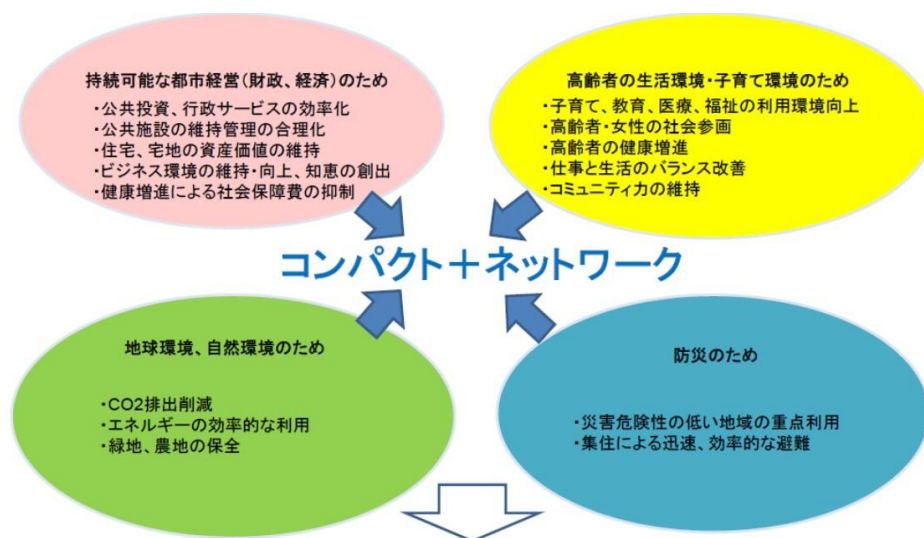 持続可能な都市経営(財政、経済)のため
・公共投資、行政サービスの効率化
・公共施設の維持管理の合理化
・住宅、宅地の資産価値の維持
・ビジネス環境の維持・向上、知恵の創出
・健康増進による社会保障費の抑制
高齢者の生活環境・子育て環境のため
・子育て、教育、医療、福祉の利用環境向上
・高齢者・女性の社会参画
・高齢者の健康増進
・仕事と生活のバランス改善
・コミュニティ力の維持
コンパクト+ネットワーク
地球環境、自然環境のため
・CO2排出削減
・エネルギーの効率的な利用
・緑地、農地の保全
防災のため
・災害危険性の低い地域の重点利用
・集住による迅速、効率的な避難